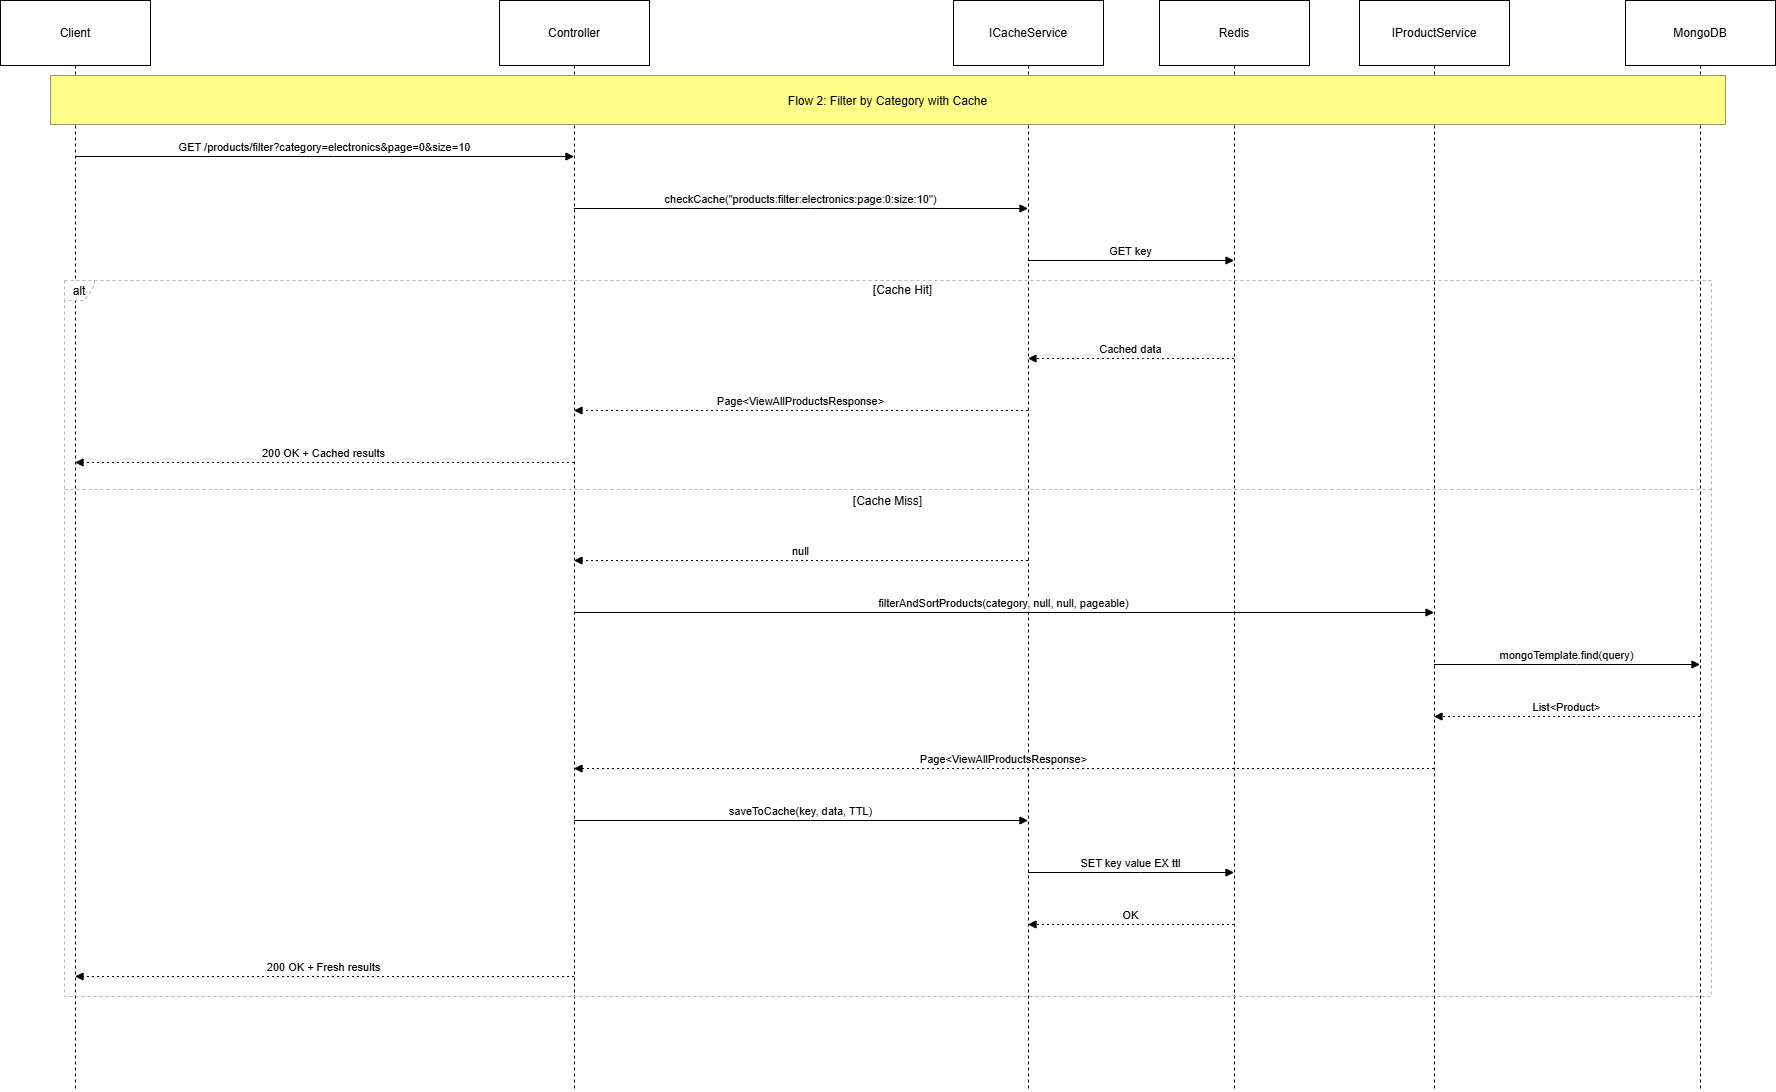 Client
Controller
ICacheService
Redis
IProductService
MongoDB
Flow 2: Filter by Category with Cache
GET /products/filter?category=electronics&page=0&size=10
checkCache("products:filter:electronics:page:0:size:10")
GET key
alt
[Cache Hit]
Cached data
Page<ViewAllProductsResponse>
200 OK + Cached results
[Cache Miss]
null
filterAndSortProducts(category, null, null, pageable)
mongoTemplate.find(query)
List<Product>
Page<ViewAllProductsResponse>
saveToCache(key, data, TTL)
SET key value EX ttl
OK
200 OK + Fresh results